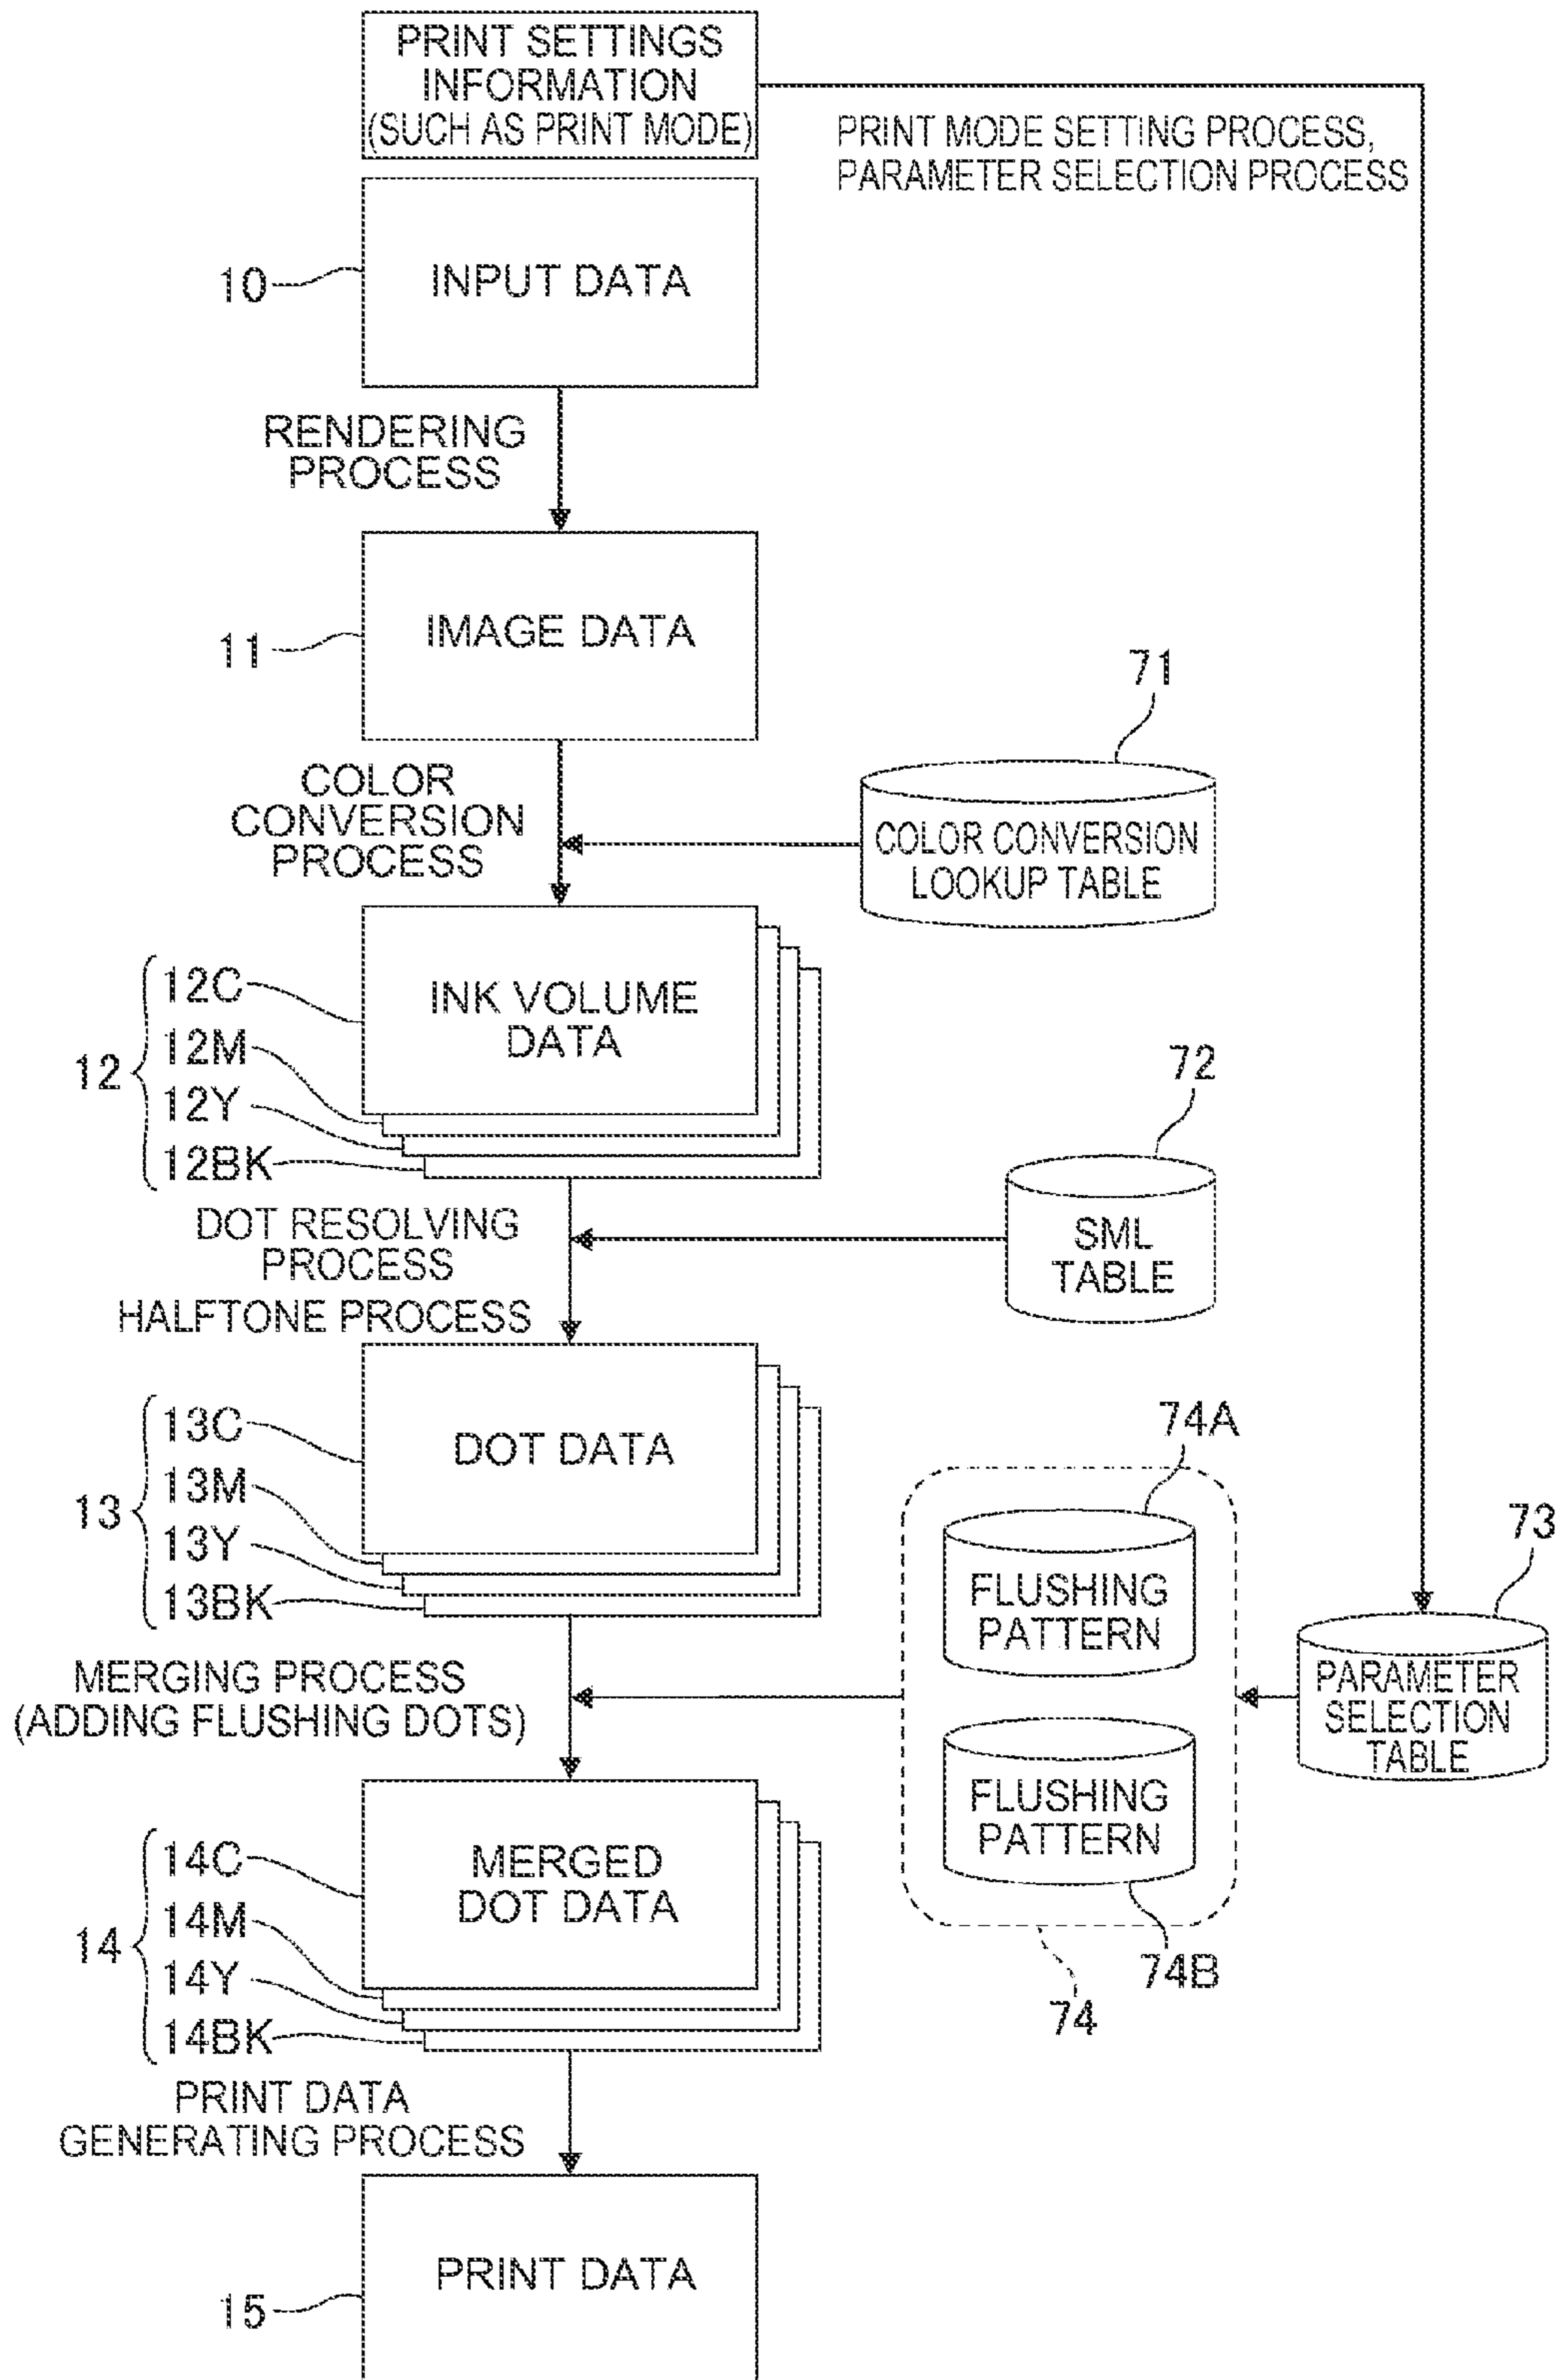 PRINT SETTINGS
INFORMATION
(SUCH AS PRINT MODE)
PRINT MODE SETTING PROCESS,
PARAMETER SELECTION PROCESS
10
INPUT DATA
RENDERING
PROCESS
11
IMAGE DATA
71
COLOR
CONVERSION
PROCESS
COLOR CONVERSION
LOOKUP TABLE
12
12C
12M
12Y
12BK
INK VOLUME
DATA
72
SML
TABLE
DOT RESOLVING
PROCESS
HALFTONE PROCESS
13
13C
13M
13Y
13BK
DOT DATA
74A
FLUSHING
PATTERN
73
PARAMETER
SELECTION
TABLE
MERGING PROCESS
(ADDING FLUSHING DOTS)
FLUSHING
PATTERN
74B
74
14
14C
14M
14Y
14BK
MERGED
DOT DATA
PRINT DATA
GENERATING PROCESS
15
PRINT DATA